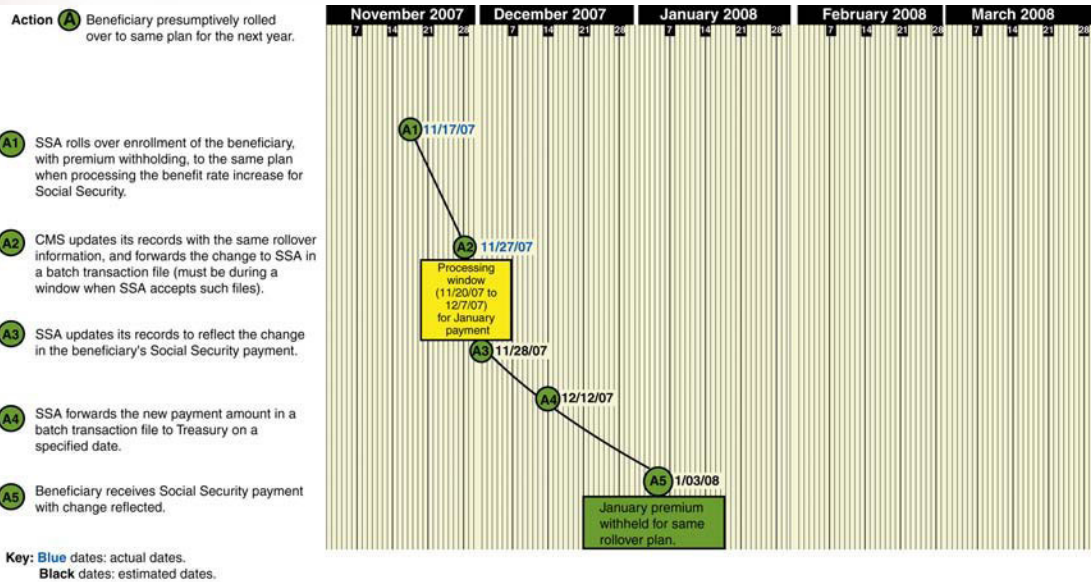 Action A Beneficiary presumptively rolled
over to same plan for the next year.
A1 SSA rolls over enrollment of the beneficiary,
with premium withholding, to the same plan
when processing the benefit rate increase for
Social Security.
A2 CMS updates its records with the same rollover
information, and forwards the change to SSA in
a batch transaction file (must be during a
window when SSA accepts such files).
A3 SSA updates its records to reflect the change
in the beneficiary's Social Security payment.
A4 SSA forwards the new payment amount in a
batch transaction file to Treasury on a
specified date.
A5 Beneficiary receives Social Security payment
with change reflected.
Key: Blue dates: actual dates.
Black dates: estimated dates.
November 2007 December 2007 January 2008 February 2008 March 2008
7 14 21 28 7 14 21 28 7 14 21 28 7 14 21 28 7 14 21 28
A1 11/17/07
A2 11/27/07
Processing
window
(11/20/07 to
12/7/07)
for January
payment
A3 11/28/07
A4 12/12/07
A5 1/03/08
January premium
withheld for same
rollover plan.